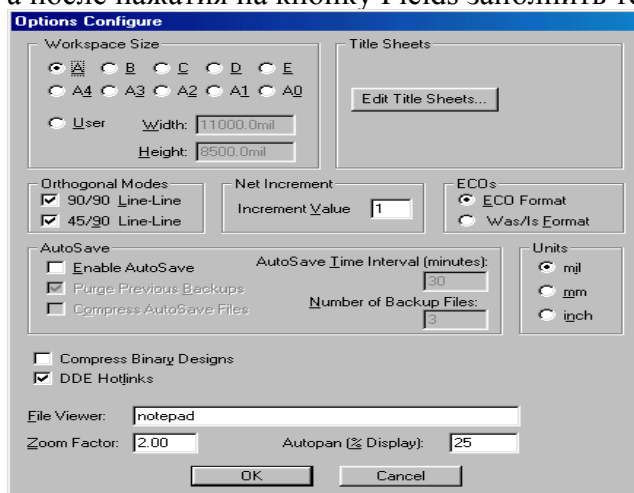 а после нажатия на кнопку Fields заполнить
Options Configure
Workspace Size
A B C D E
A4 A3 A2 A1 A0
User Width: 11000.0mil
Height: 8500.0mil
Title Sheets
Edit Title Sheets...
Orthogonal Modes
90/90 Line-Line
45/90 Line-Line
Net Increment
Increment Value 1
ECOs
ECO Format
Was/Is Format
AutoSave
Enable AutoSave
Purge Previous Backups
Compress AutoSave Files
AutoSave Time Interval (minutes):
30
Number of Backup Files:
3
Units
mil
mm
inch
Compress Binary Designs
DDE Hotlinks
File Viewer: notepad
Zoom Factor: 2.00 Autopan (% Display): 25
OK Cancel